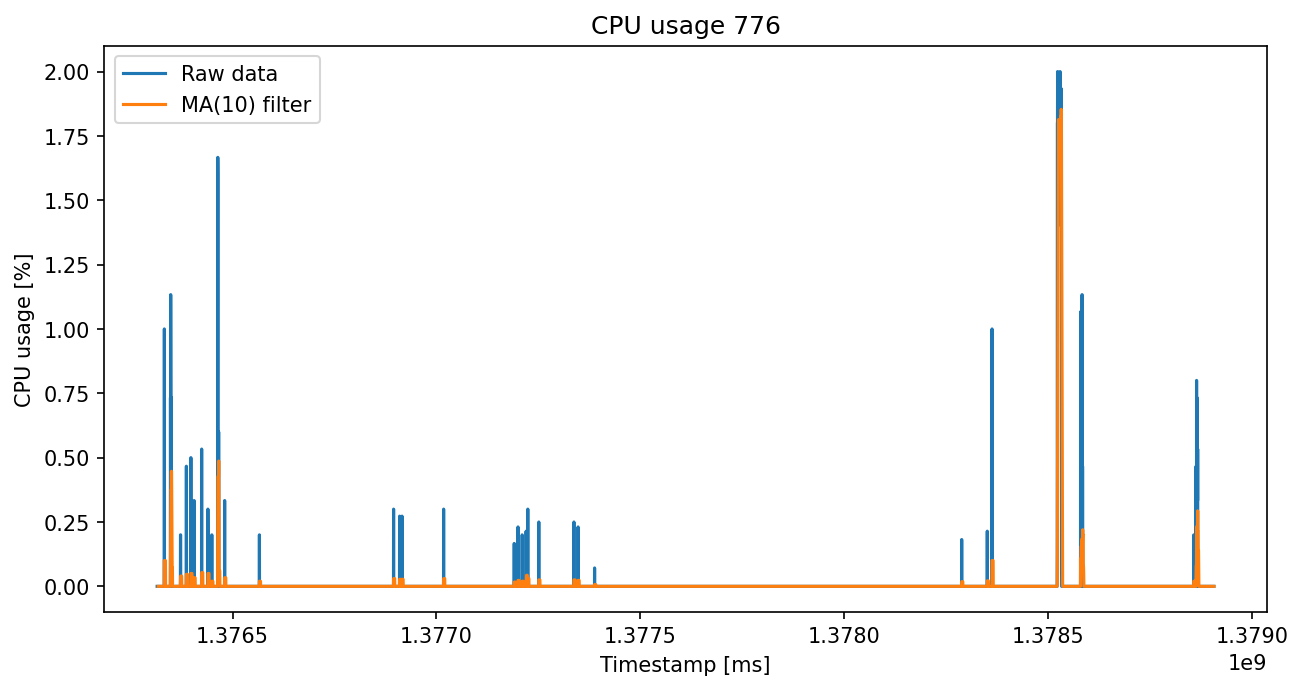 CPU usage 776
Raw data
MA(10) filter
2.00
1.75
1.50
1.25
1.00
0.75
0.50
0.25
0.00
CPU usage [%]
1.3765 1.3770 1.3775 1.3780 1.3785 1.3790
1e9
Timestamp [ms]